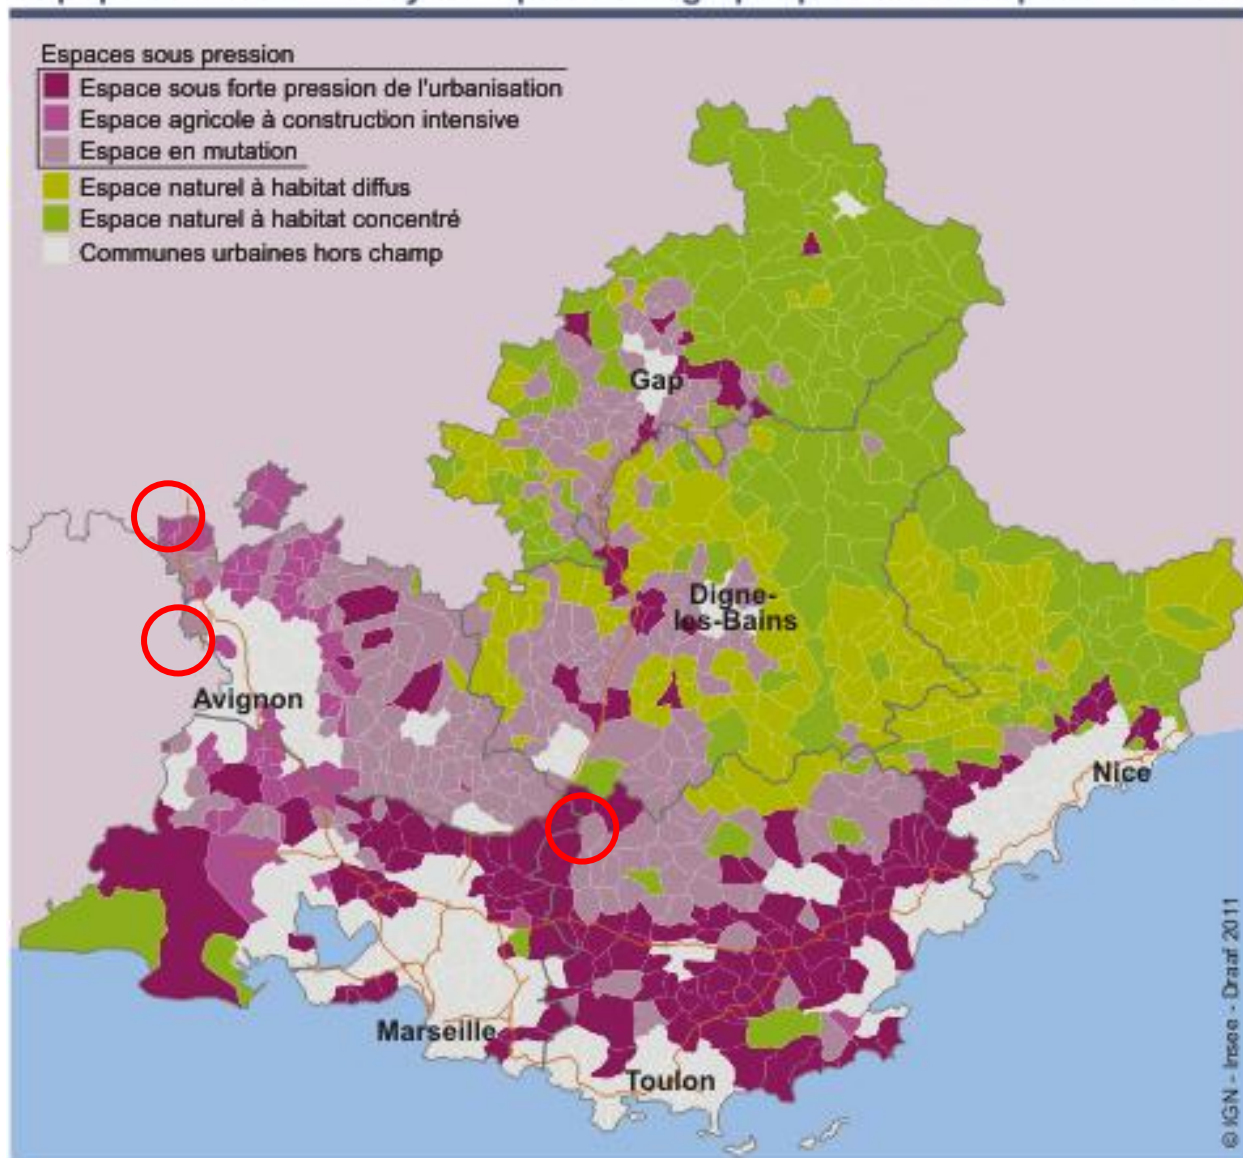 Espaces sous pression
Espace sous forte pression de l'urbanisation
Espace agricole à construction intensive
Espace en mutation
Espace naturel à habitat diffus
Espace naturel à habitat concentré
Communes urbaines hors champ
Gap
Digne-
les-Bains
Avignon
Nice
Marseille
Toulon
© IGN - Insee - Draaf 2011